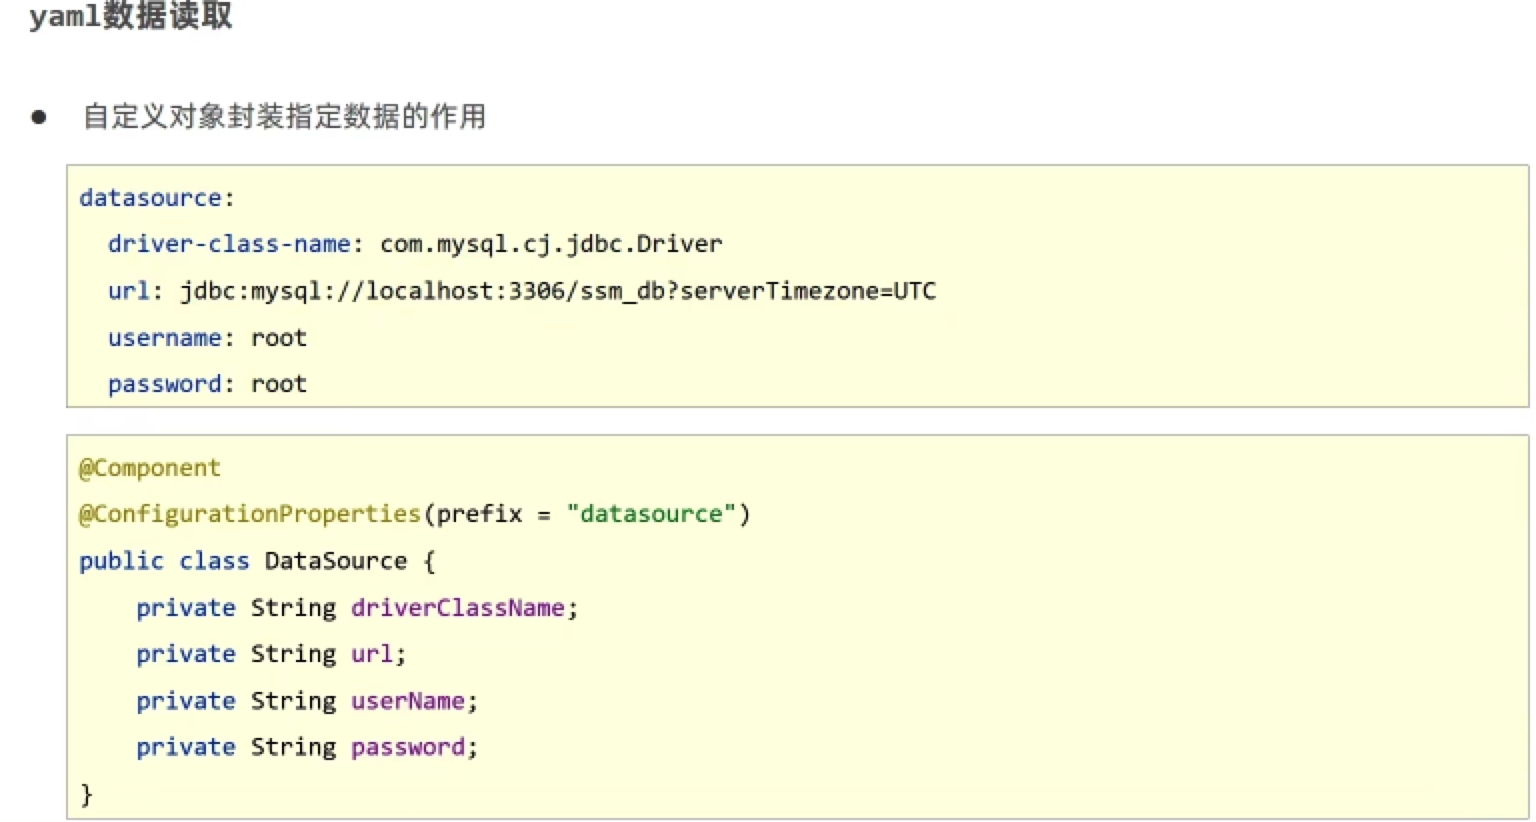 yaml数据读取
● 自定义对象封装指定数据的作用
datasource:
  driver-class-name: com.mysql.cj.jdbc.Driver
  url: jdbc:mysql://localhost:3306/ssm_db?serverTimezone=UTC
  username: root
  password: root
@Component
@ConfigurationProperties(prefix = "datasource")
public class DataSource {
    private String driverClassName;
    private String url;
    private String userName;
    private String password;
}